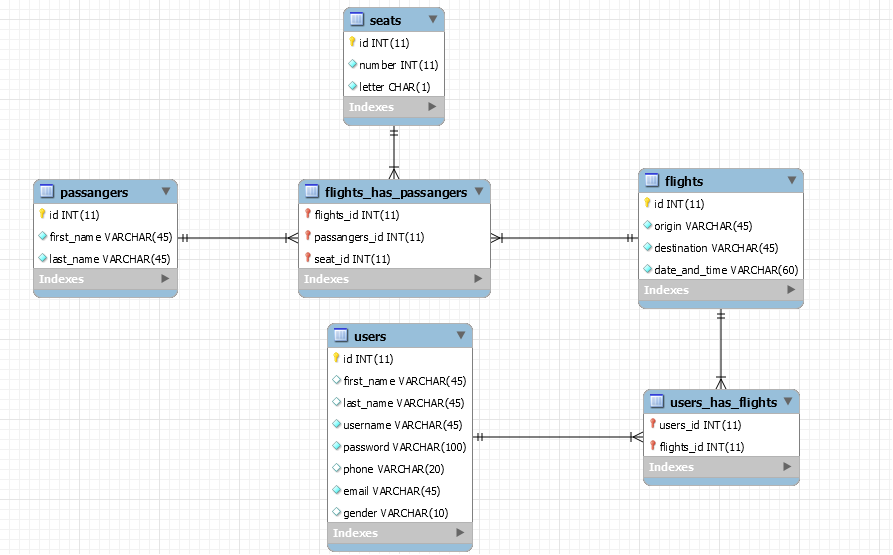 seats
id INT(11)
number INT(11)
letter CHAR(1)
Indexes
passangers
id INT(11)
first_name VARCHAR(45)
last_name VARCHAR(45)
Indexes
flights_has_passangers
flights_id INT(11)
passangers_id INT(11)
seat_id INT(11)
Indexes
flights
id INT(11)
origin VARCHAR(45)
destination VARCHAR(45)
date_and_time VARCHAR(60)
Indexes
users
id INT(11)
first_name VARCHAR(45)
last_name VARCHAR(45)
username VARCHAR(45)
password VARCHAR(100)
phone VARCHAR(20)
email VARCHAR(45)
gender VARCHAR(10)
Indexes
users_has_flights
users_id INT(11)
flights_id INT(11)
Indexes